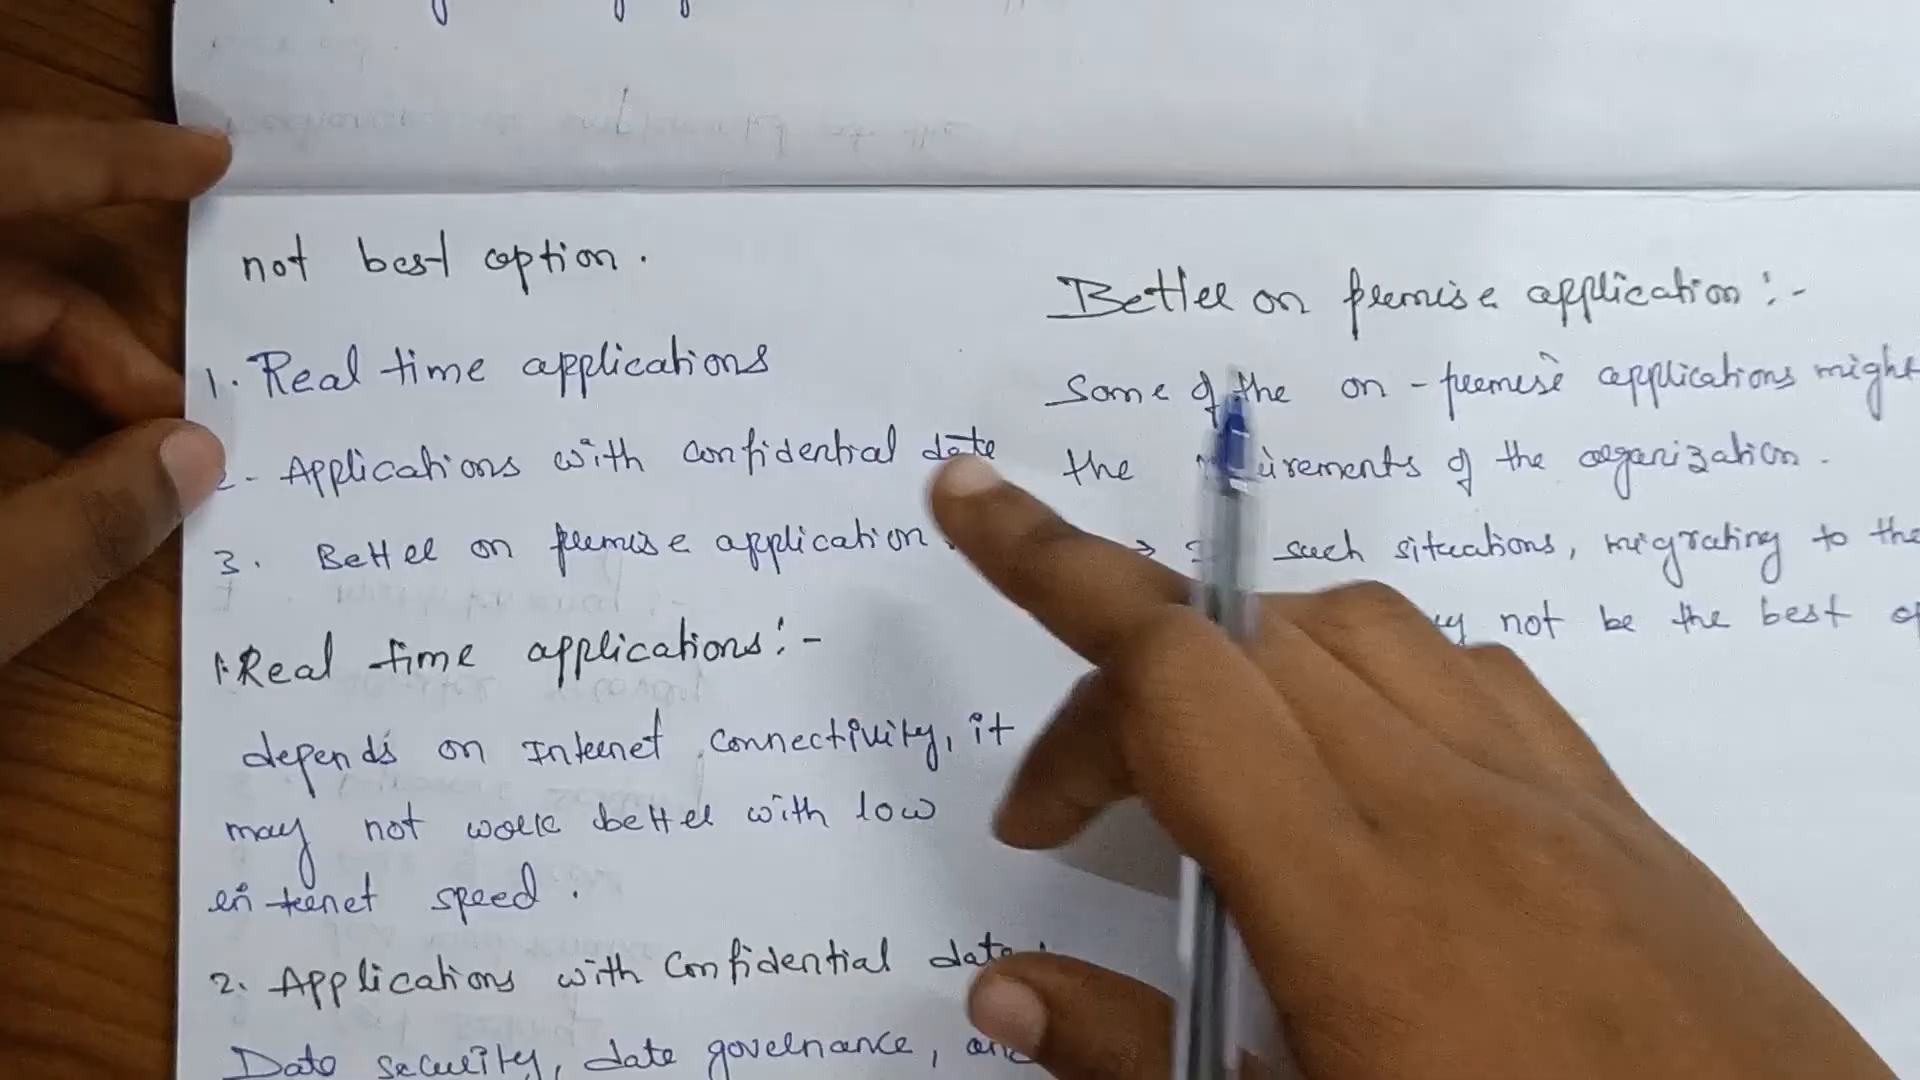 not best option.
1. Real time applications
2- Applications with confidential data
3. Better on premise application.
1.Real time applications:-
depends on Internet connectivity, it
may not work better with low
internet speed.
2. Applications with Confidential data
Data security, data governance, and
Better on premise application:-
Some of the on-premise applications might
the of the organization.
→ such situations, migrating to the
not be the best